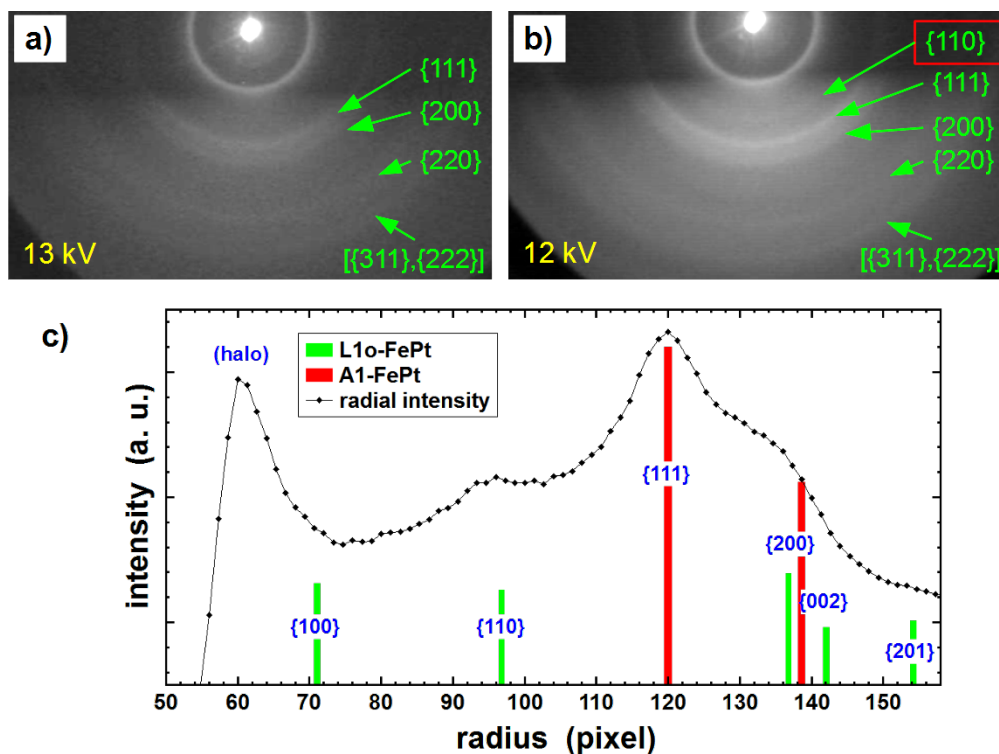 a)
{111}
{200}
{220}
[{311},{222}]
13 kV
b)
{110}
{111}
{200}
{220}
[{311},{222}]
12 kV
c)
(halo)
L1o-FePt
A1-FePt
radial intensity
{111}
{200}
{002}
{100}
{110}
{201}
intensity (a. u.)
50 60 70 80 90 100 110 120 130 140 150
radius (pixel)